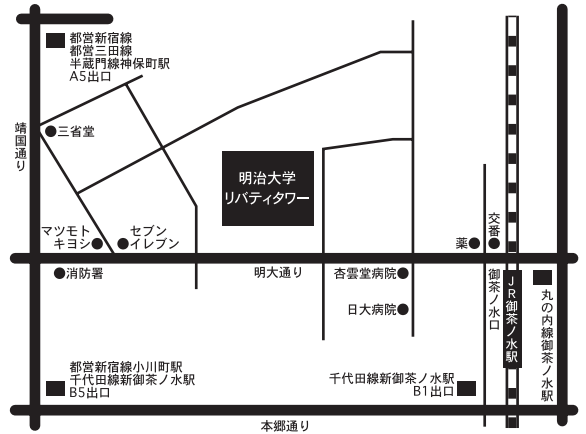 都営新宿線
都営三田線
半蔵門線神保町駅
A5出口
靖国通り
三省堂
明治大学
リバティタワー
マツモト
キヨシ
セブン
イレブン
薬
交番
消防署
明大通り
杏雲堂病院
日大病院
御茶ノ水口
JR御茶ノ水駅
丸の内線御茶ノ水駅
都営新宿線小川町駅
千代田線新御茶ノ水駅
B5出口
千代田線新御茶ノ水駅
B1出口
本郷通り